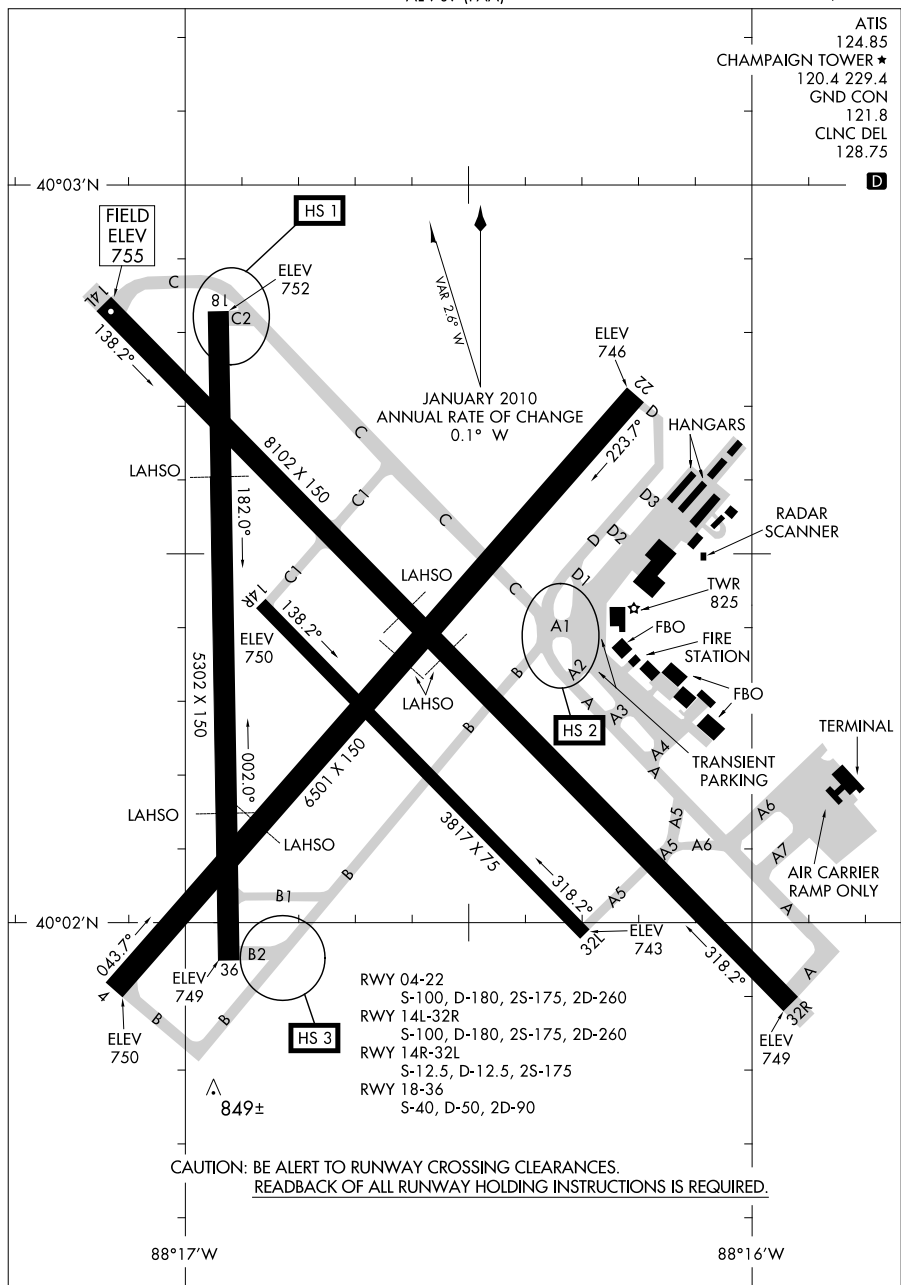 ATIS
124.85
CHAMPAIGN TOWER ★
120.4 229.4
GND CON
121.8
CLNC DEL
128.75
D
40°03'N
HS 1
FIELD
ELEV
755
ELEV
752
C
14L
18
C2
138.2°
VAR 2.6° W
ELEV
746
22
JANUARY 2010
ANNUAL RATE OF CHANGE
0.1° W
D
HANGARS
223.7°
8102 X 150
C
LAHSO
C1
D3
182.0°
C
D
D2
RADAR
SCANNER
C1
LAHSO
D1
14R
138.2°
C
TWR
825
ELEV
750
A1
FBO
FIRE
STATION
5302 X 150
B
A2
LAHSO
A
FBO
HS 2
A3
B
6501 X 150
002.0°
A4
TERMINAL
TRANSIENT
PARKING
A
LAHSO
3817 X 75
A5
A6
LAHSO
A5
A6
A7
B
318.2°
AIR CARRIER
RAMP ONLY
B1
A5
A
40°02'N
043.7°
32L
ELEV
743
318.2°
B2
36
ELEV
749
A
4
32R
RWY 04-22
S-100, D-180, 2S-175, 2D-260
RWY 14L-32R
S-100, D-180, 2S-175, 2D-260
RWY 14R-32L
S-12.5, D-12.5, 2S-175
RWY 18-36
S-40, D-50, 2D-90
B
B
HS 3
ELEV
750
ELEV
749
849±
CAUTION: BE ALERT TO RUNWAY CROSSING CLEARANCES.
READBACK OF ALL RUNWAY HOLDING INSTRUCTIONS IS REQUIRED.
88°17'W
88°16'W